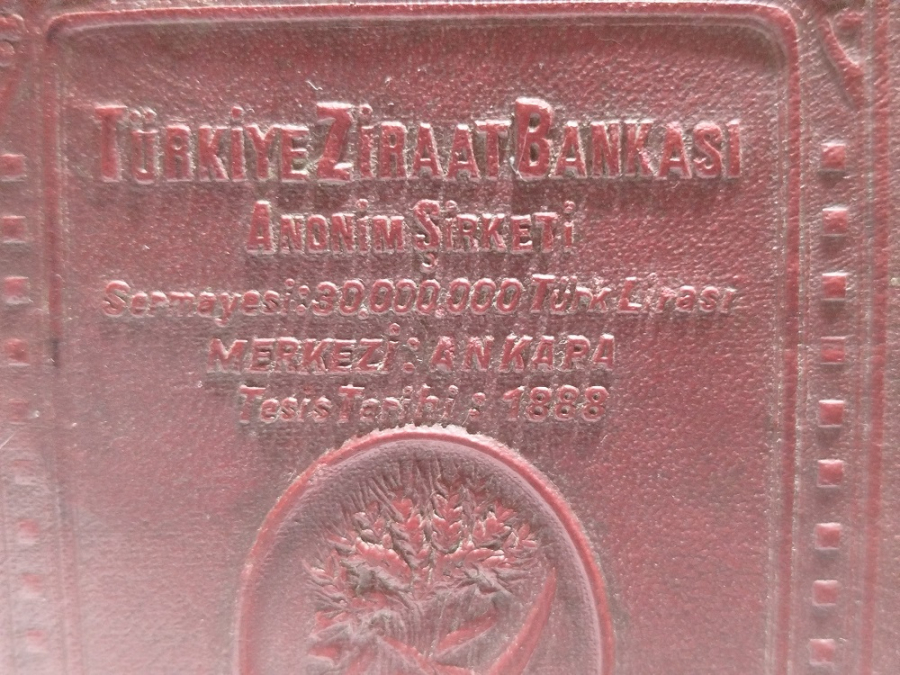 TÜRKİYE ZİRAAT BANKASI
ANONİM ŞİRKETİ
Sermayesi: 30.000.000 Türk Lirası
MERKEZİ: ANKARA
Tesis Tarihi: 1888